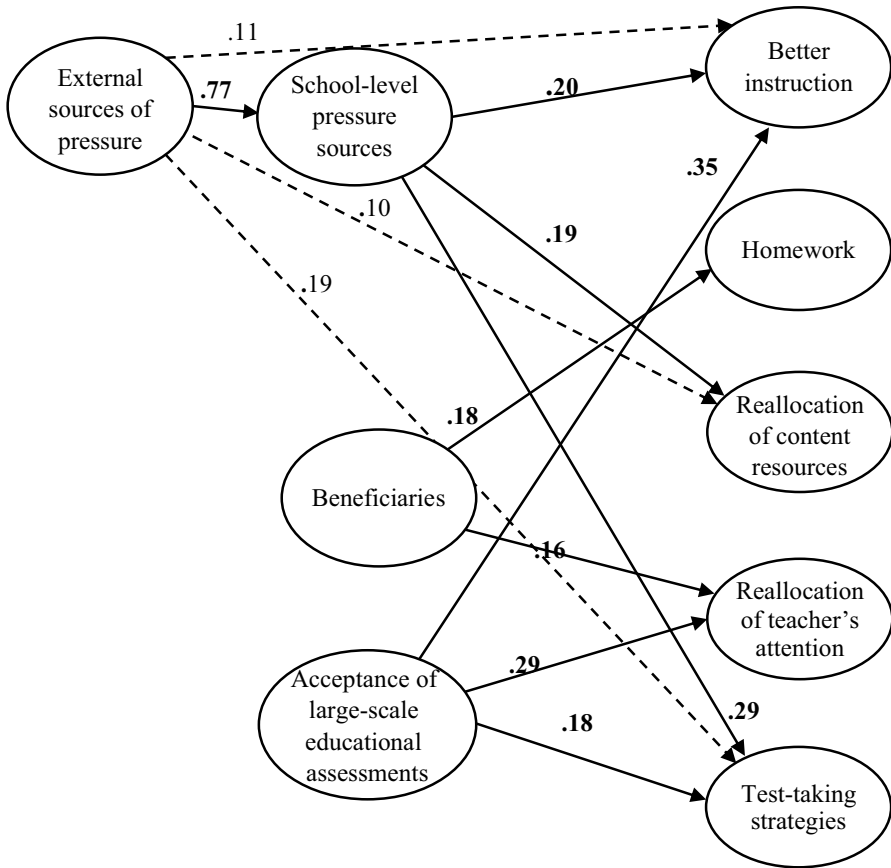 .11
External
sources of
pressure
.77
School-level
pressure
sources
.20
Better
instruction
.35
.10
.19
Homework
.19
.18
Reallocation
of content
resources
Beneficiaries
.16
Reallocation
of teacher’s
attention
.29
Acceptance of
large-scale
educational
assessments
.18
.29
Test-taking
strategies